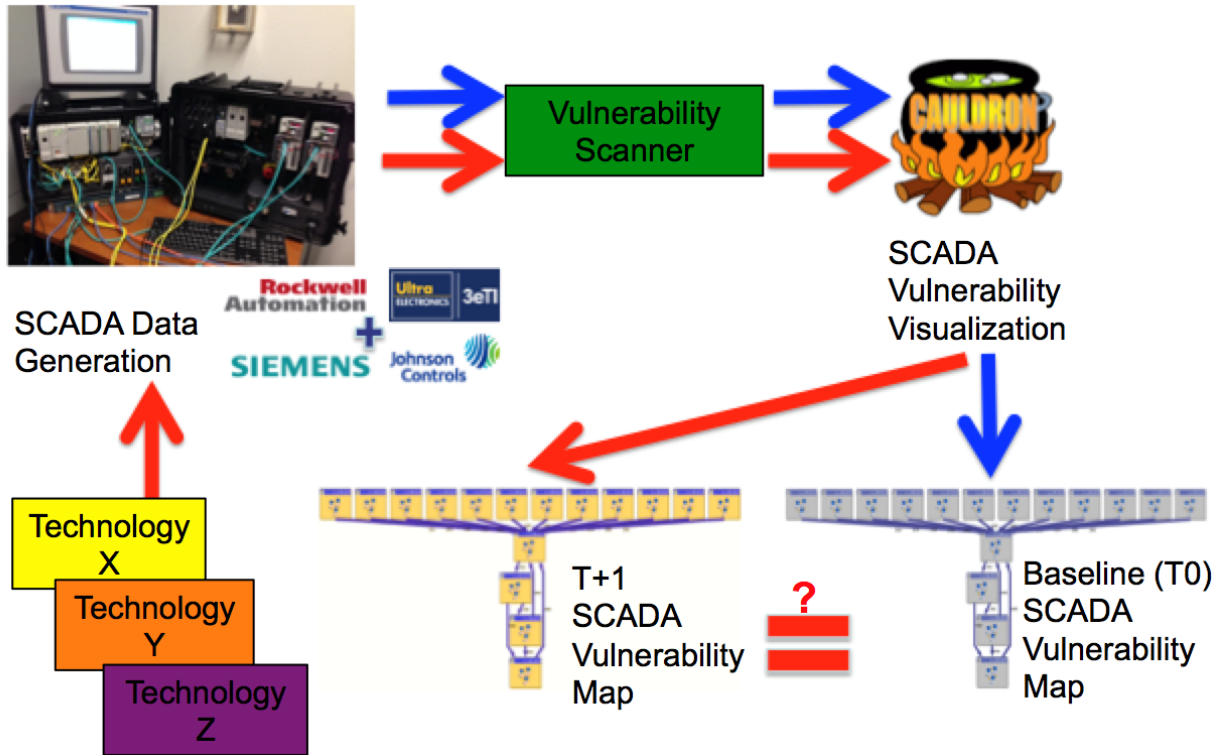 Vulnerability
Scanner
CAULDRON
SCADA
Vulnerability
Visualization
SCADA Data
Generation
Rockwell
Automation
Ultra
ELECTRONICS
3eTI
+
SIEMENS
Johnson
Controls
Technology
X
Technology
Y
Technology
Z
T+1
SCADA
Vulnerability
Map
?
=
Baseline (T0)
SCADA
Vulnerability
Map